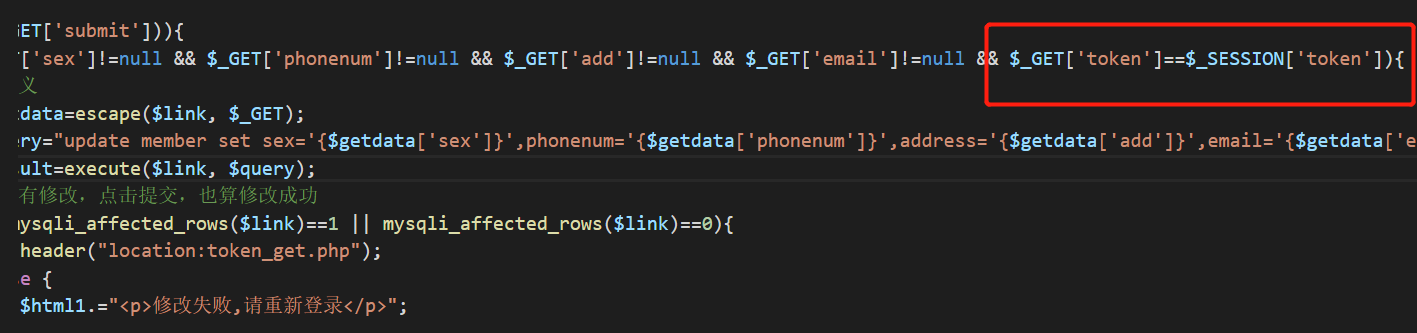 GET['submit'])){
['sex']!=null && $_GET['phonenum']!=null && $_GET['add']!=null && $_GET['email']!=null && $_GET['token']==$_SESSION['token']){
义
tdata=escape($link, $_GET);
ery="update member set sex='{$getdata['sex']}',phonenum='{$getdata['phonenum']}',address='{$getdata['add']}',email='{$getdata['e
ult=execute($link, $query);
有修改，点击提交，也算修改成功
mysqli_affected_rows($link)==1 || mysqli_affected_rows($link)==0){
header("location:token_get.php");
e {
$html1.="<p>修改失败,请重新登录</p>";